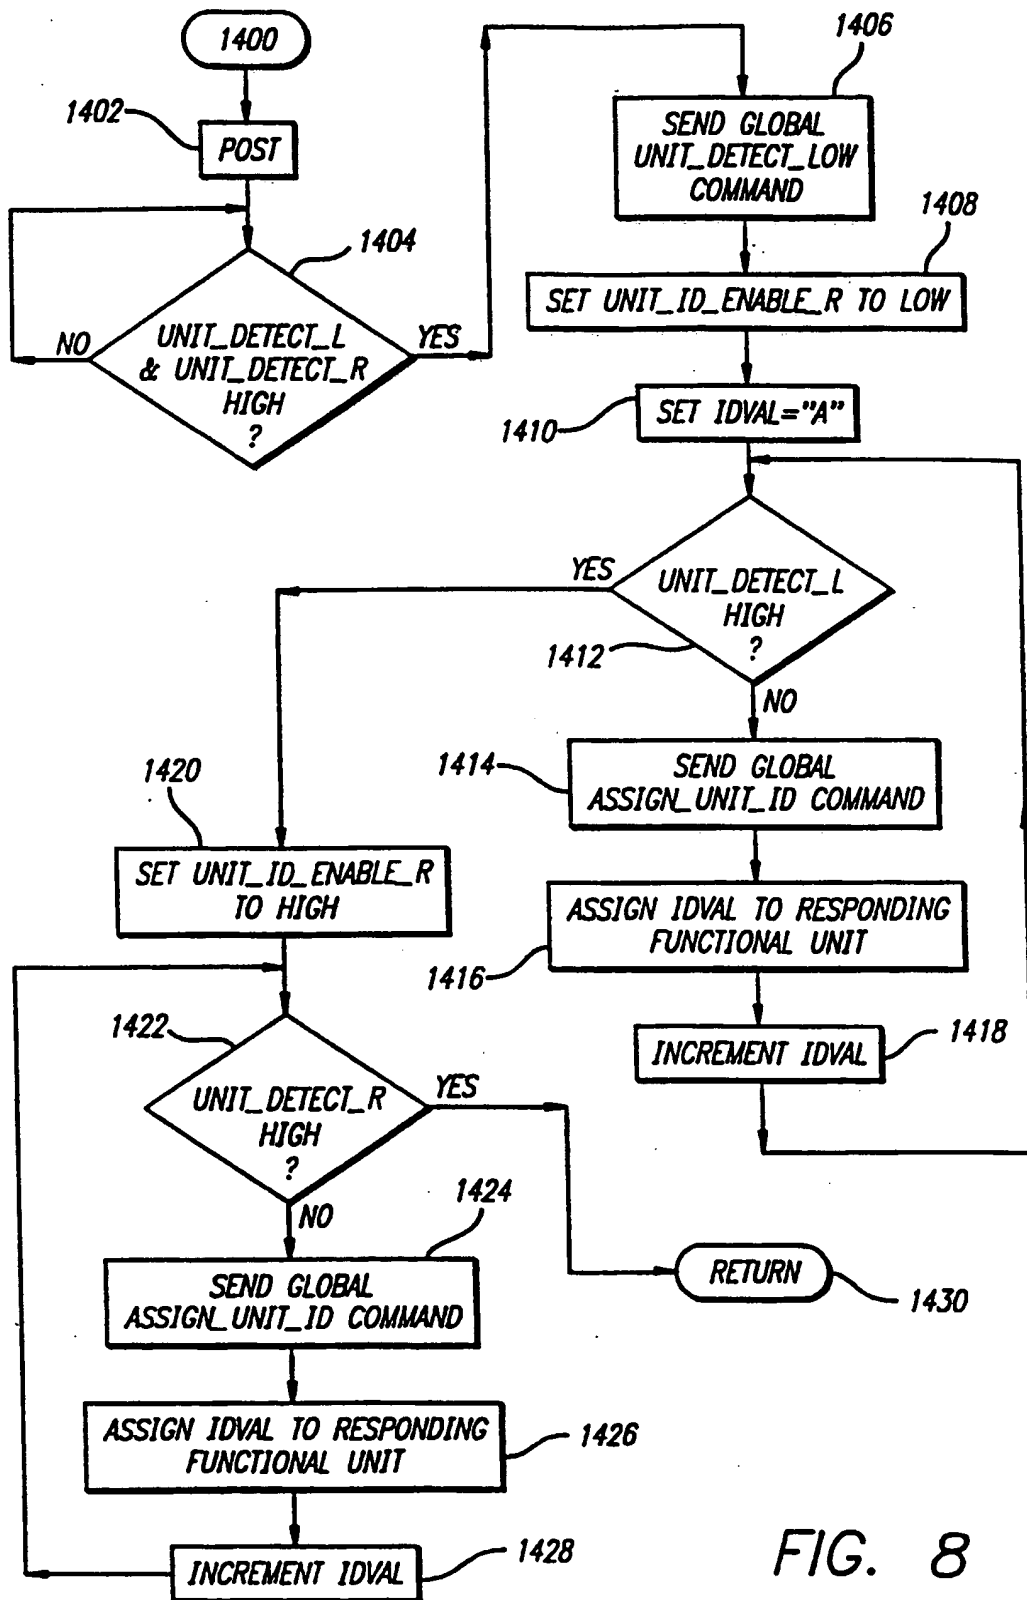 1400
1402
POST
1404
UNIT_DETECT_L
& UNIT_DETECT_R
HIGH
?
NO
YES
1406
SEND GLOBAL
UNIT_DETECT_LOW
COMMAND
1408
SET UNIT_ID_ENABLE_R TO LOW
1410
SET IDVAL="A"
YES
UNIT_DETECT_L
HIGH
?
1412
NO
1414
SEND GLOBAL
ASSIGN_UNIT_ID COMMAND
ASSIGN IDVAL TO RESPONDING
FUNCTIONAL UNIT
1416
INCREMENT IDVAL
1418
1420
SET UNIT_ID_ENABLE_R
TO HIGH
1422
UNIT_DETECT_R
HIGH
?
YES
NO
1424
SEND GLOBAL
ASSIGN_UNIT_ID COMMAND
RETURN
1430
ASSIGN IDVAL TO RESPONDING
FUNCTIONAL UNIT
1426
INCREMENT IDVAL
1428
FIG. 8